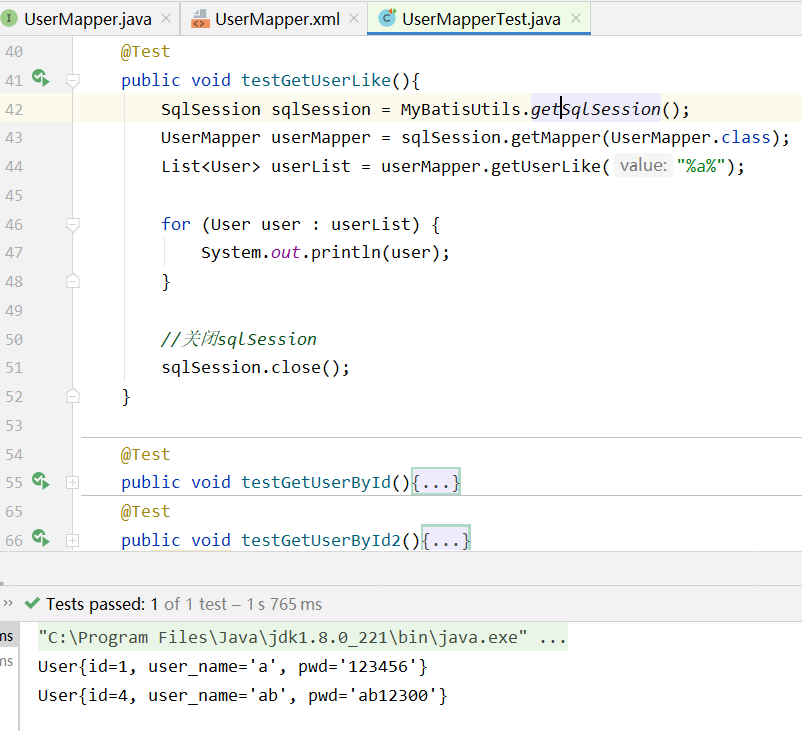 UserMapper.java UserMapper.xml UserMapperTest.java
40 @Test
41 public void testGetUserLike(){
42 SqlSession sqlSession = MyBatisUtils.getSqlSession();
43 UserMapper userMapper = sqlSession.getMapper(UserMapper.class);
44 List<User> userList = userMapper.getUserLike( value: "%a%");
45
46 for (User user : userList) {
47 System.out.println(user);
48 }
49
50 //关闭sqlSession
51 sqlSession.close();
52 }
53
54 @Test
55 public void testGetUserById(){...}
65 @Test
66 public void testGetUserById2(){...}
» Tests passed: 1 of 1 test – 1 s 765 ms
ms "C:\Program Files\Java\jdk1.8.0_221\bin\java.exe" ...
ms User{id=1, user_name='a', pwd='123456'}
User{id=4, user_name='ab', pwd='ab12300'}